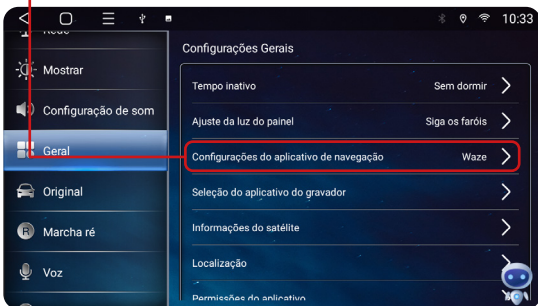 10:33
Rede
Mostrar
Configuração de som
Geral
Original
R Marcha ré
Voz
Configurações Gerais
Tempo inativo Sem dormir
Ajuste da luz do painel Siga os faróis
Configurações do aplicativo de navegação Waze
Seleção do aplicativo do gravador
Informações do satélite
Localização
Permissões do aplicativo